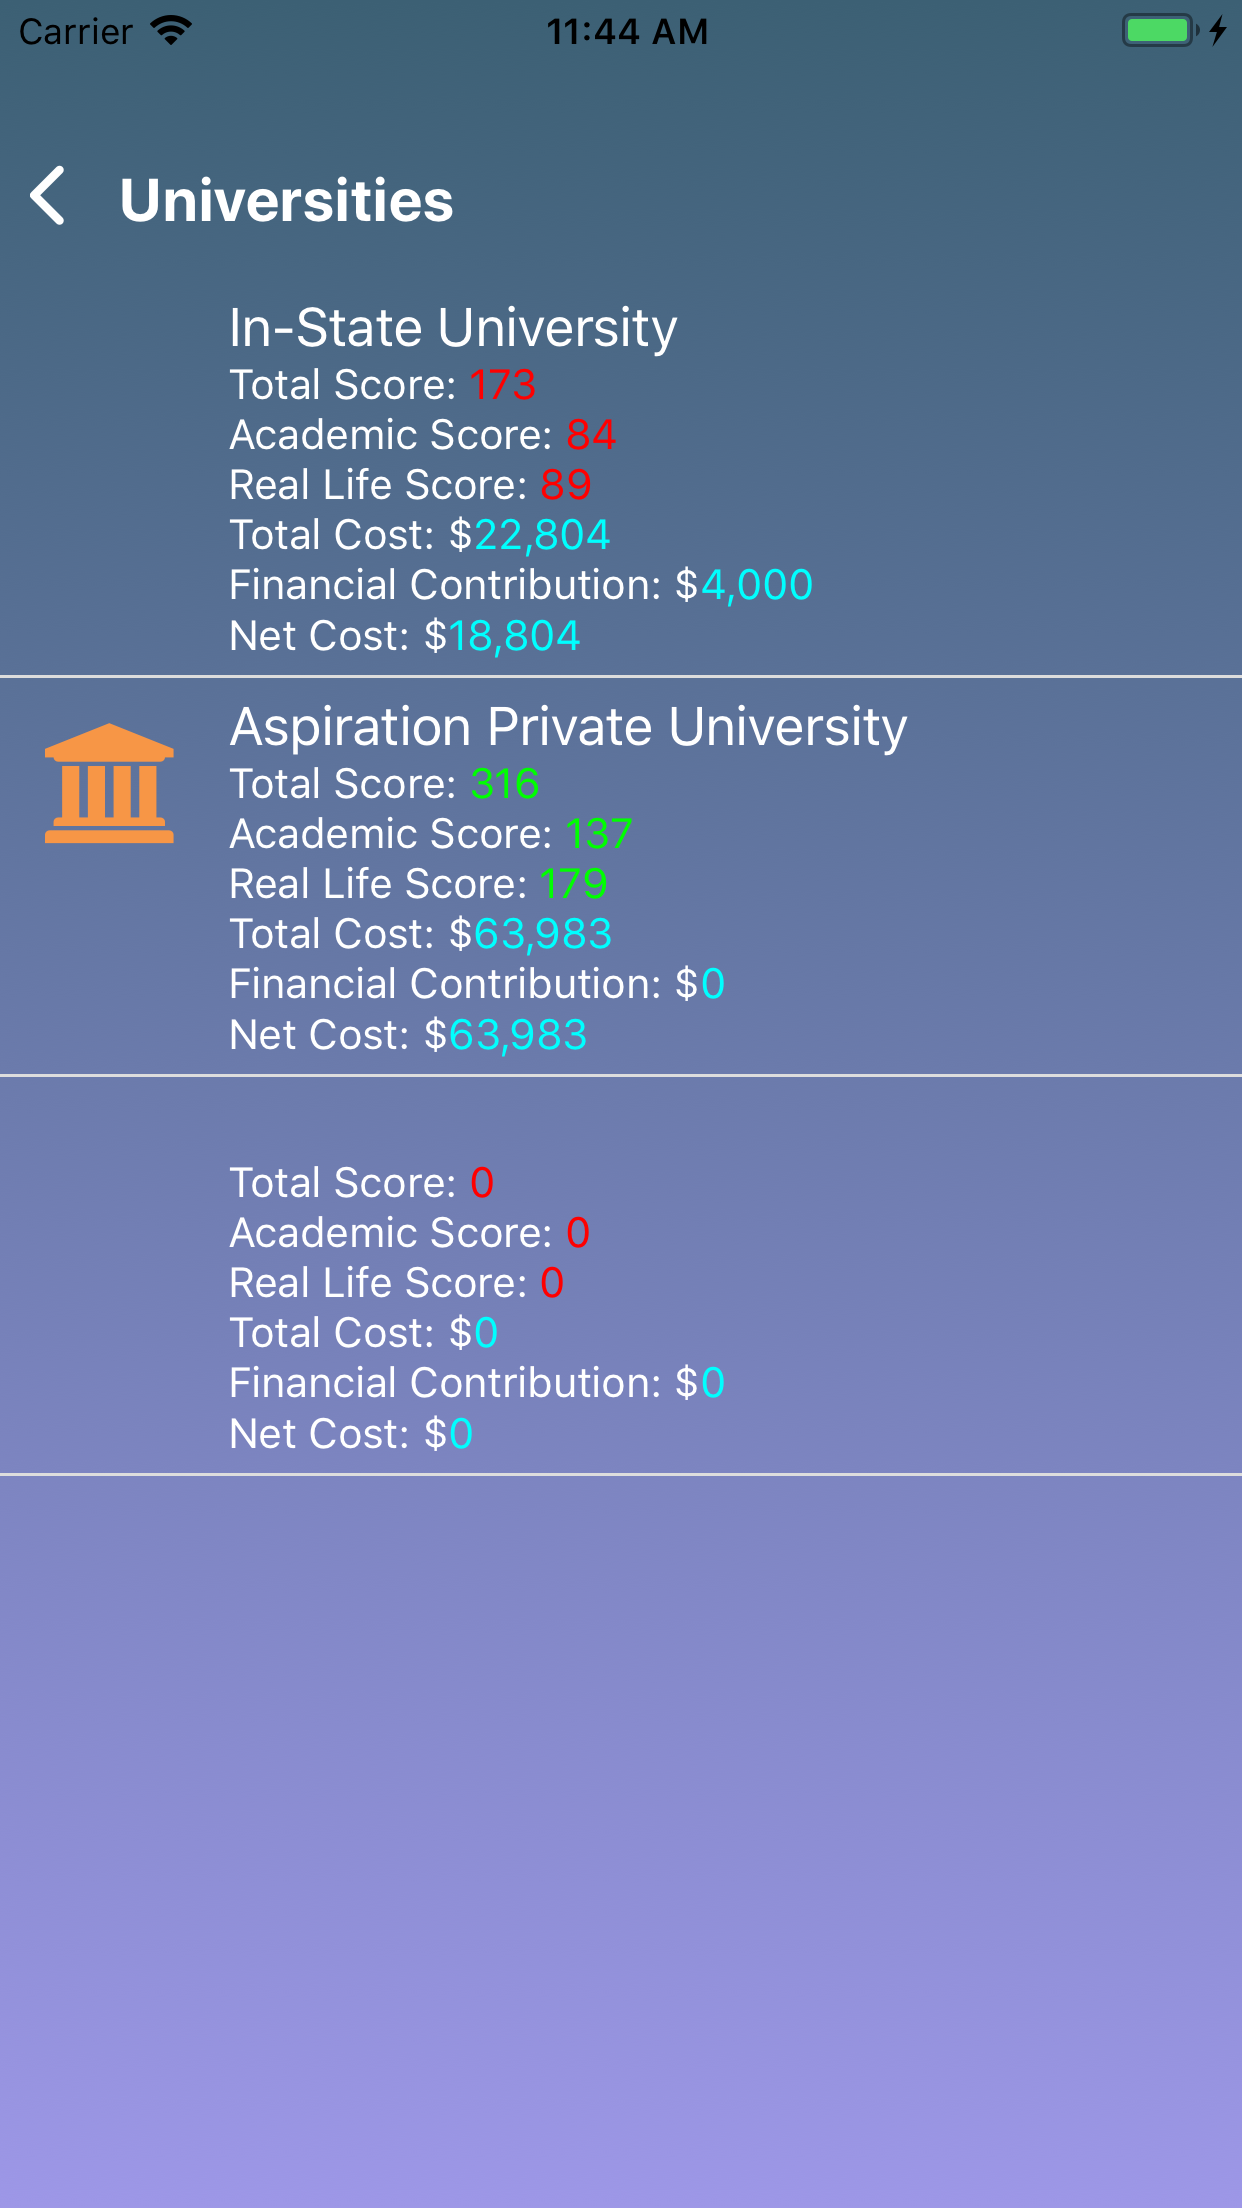 Carrier 11:44 AM
Universities
In-State University
Total Score: 173
Academic Score: 84
Real Life Score: 89
Total Cost: $22,804
Financial Contribution: $4,000
Net Cost: $18,804
Aspiration Private University
Total Score: 316
Academic Score: 137
Real Life Score: 179
Total Cost: $63,983
Financial Contribution: $0
Net Cost: $63,983
Total Score: 0
Academic Score: 0
Real Life Score: 0
Total Cost: $0
Financial Contribution: $0
Net Cost: $0